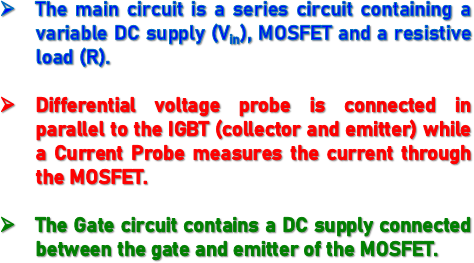 ➢ The main circuit is a series circuit containing a
variable DC supply (Vin), MOSFET and a resistive
load (R).
➢ Differential voltage probe is connected in
parallel to the IGBT (collector and emitter) while
a Current Probe measures the current through
the MOSFET.
➢ The Gate circuit contains a DC supply connected
between the gate and emitter of the MOSFET.